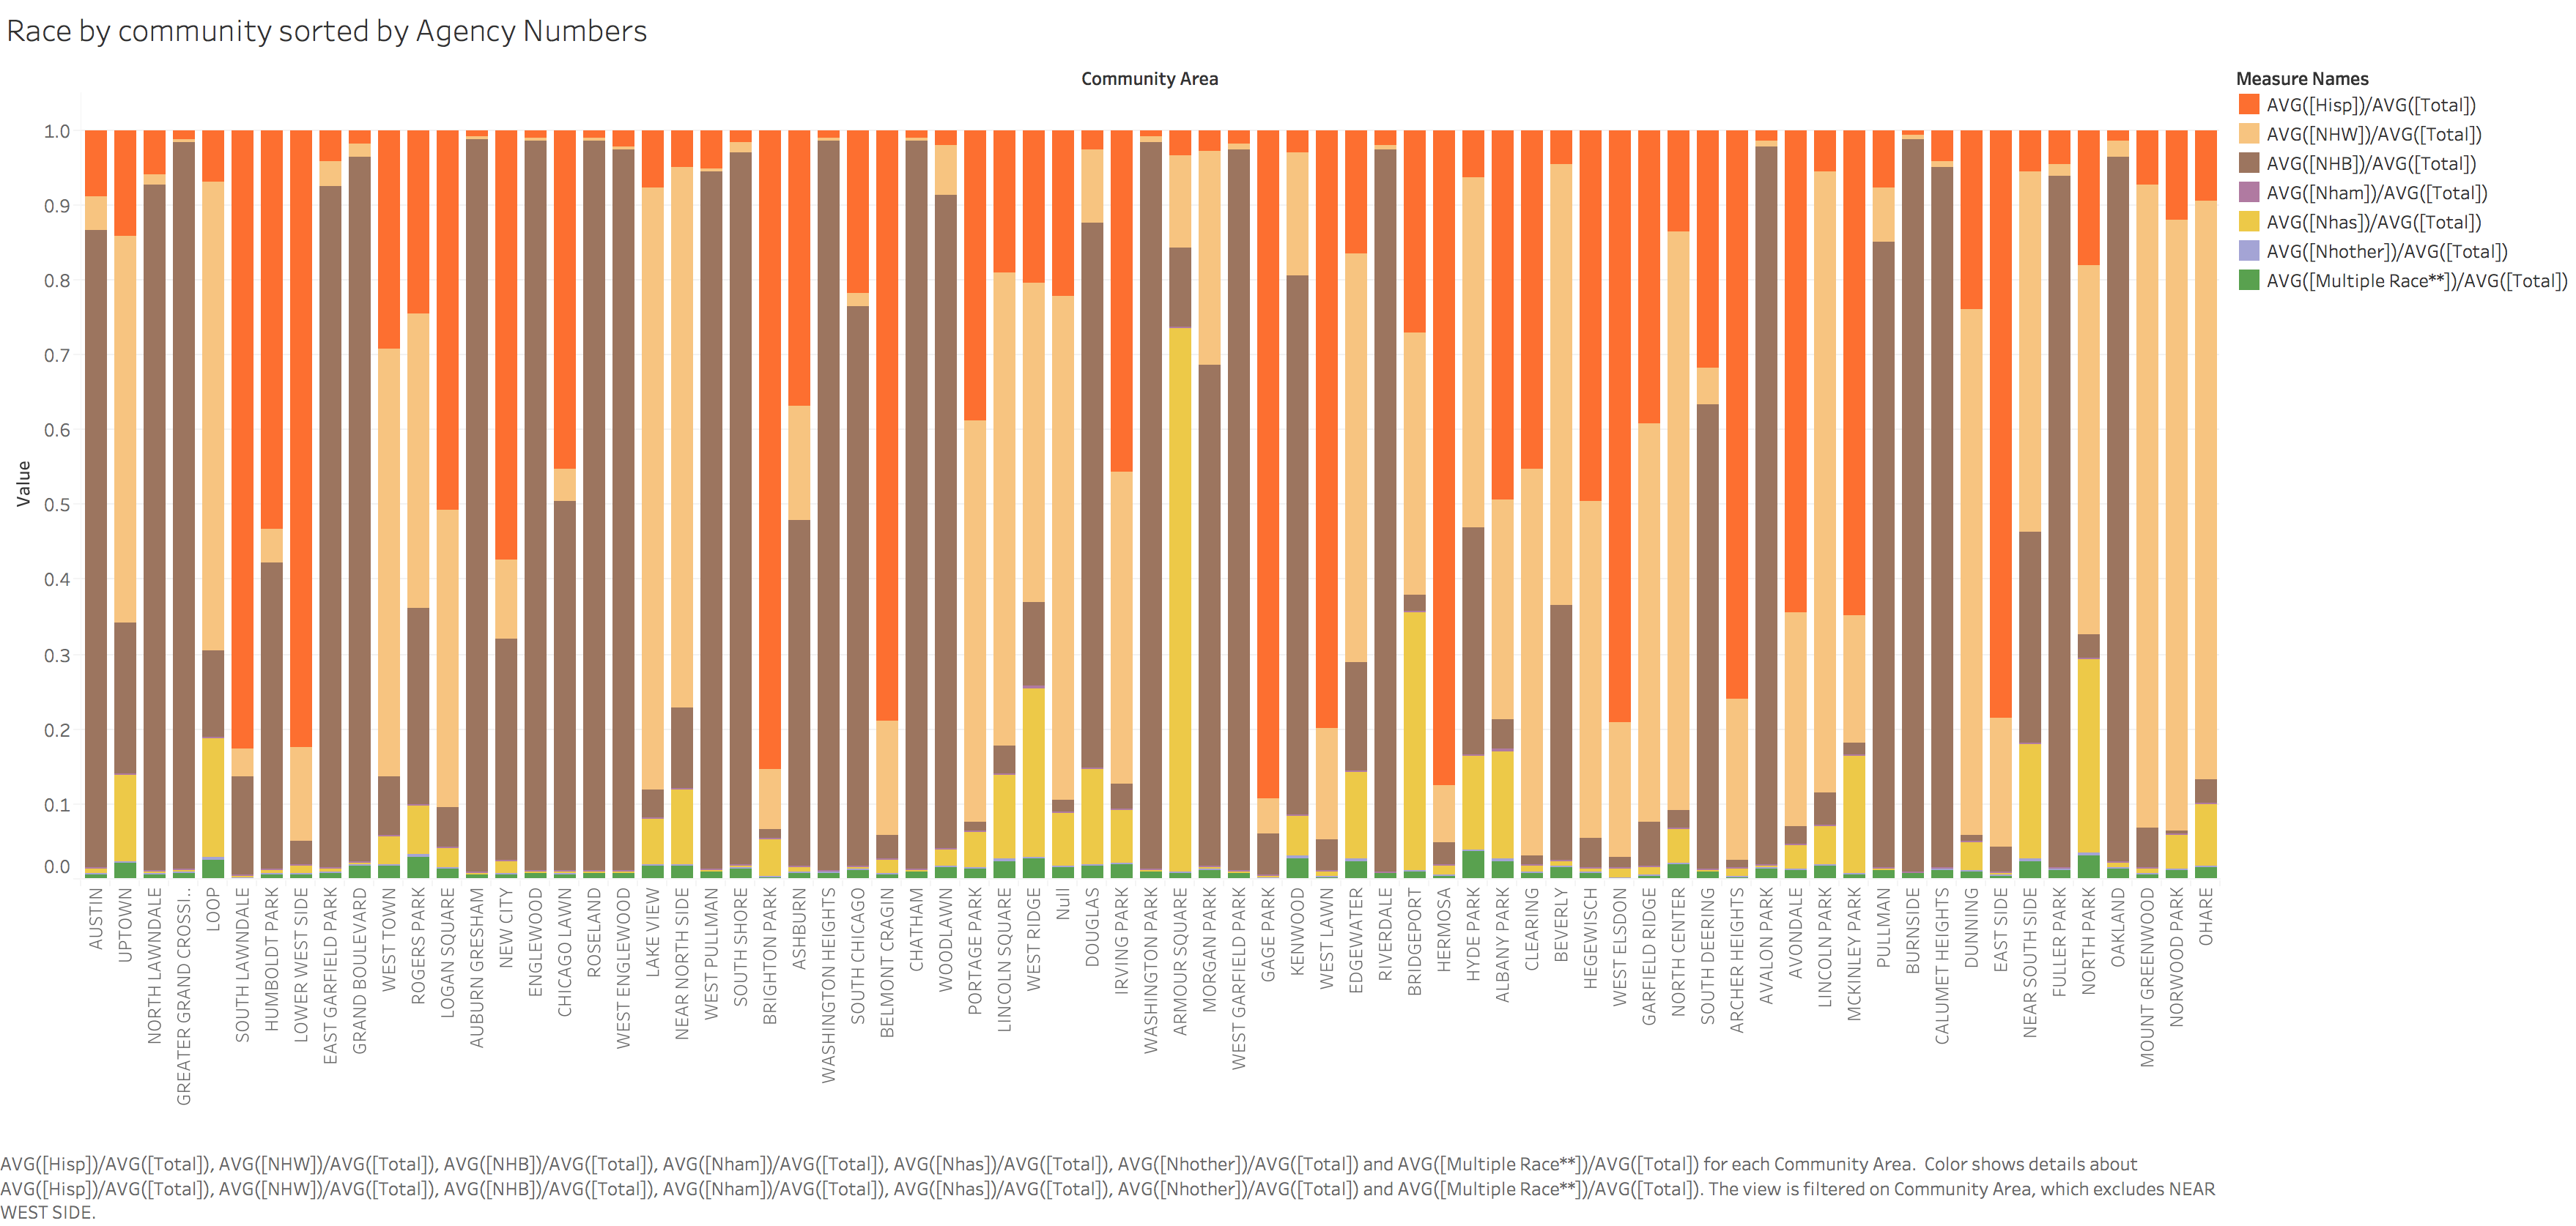 Race by community sorted by Agency Numbers
Community Area
Measure Names
AVG([Hisp])/AVG([Total])
AVG([NHW])/AVG([Total])
AVG([NHB])/AVG([Total])
AVG([Nham])/AVG([Total])
AVG([Nhas])/AVG([Total])
AVG([Nhother])/AVG([Total])
AVG([Multiple Race**])/AVG([Total])
Value
1.0
0.9
0.8
0.7
0.6
0.5
0.4
0.3
0.2
0.1
0.0
AUSTIN
UPTOWN
NORTH LAWNDALE
GREATER GRAND CROSSI..
LOOP
SOUTH LAWNDALE
HUMBOLDT PARK
LOWER WEST SIDE
EAST GARFIELD PARK
GRAND BOULEVARD
WEST TOWN
ROGERS PARK
LOGAN SQUARE
AUBURN GRESHAM
NEW CITY
ENGLEWOOD
CHICAGO LAWN
ROSELAND
WEST ENGLEWOOD
LAKE VIEW
NEAR NORTH SIDE
WEST PULLMAN
SOUTH SHORE
BRIGHTON PARK
ASHBURN
WASHINGTON HEIGHTS
SOUTH CHICAGO
BELMONT CRAGIN
CHATHAM
WOODLAWN
PORTAGE PARK
LINCOLN SQUARE
WEST RIDGE
Null
DOUGLAS
IRVING PARK
WASHINGTON PARK
ARMOUR SQUARE
MORGAN PARK
WEST GARFIELD PARK
GAGE PARK
KENWOOD
WEST LAWN
EDGEWATER
RIVERDALE
BRIDGEPORT
HERMOSA
HYDE PARK
ALBANY PARK
CLEARING
BEVERLY
HEGEWISCH
WEST ELSDON
GARFIELD RIDGE
NORTH CENTER
SOUTH DEERING
ARCHER HEIGHTS
AVALON PARK
AVONDALE
LINCOLN PARK
MCKINLEY PARK
PULLMAN
BURNSIDE
CALUMET HEIGHTS
DUNNING
EAST SIDE
NEAR SOUTH SIDE
FULLER PARK
NORTH PARK
OAKLAND
MOUNT GREENWOOD
NORWOOD PARK
OHARE
AVG([Hisp])/AVG([Total]), AVG([NHW])/AVG([Total]), AVG([NHB])/AVG([Total]), AVG([Nham])/AVG([Total]), AVG([Nhas])/AVG([Total]), AVG([Nhother])/AVG([Total]) and AVG([Multiple Race**])/AVG([Total]) for each Community Area.  Color shows details about
AVG([Hisp])/AVG([Total]), AVG([NHW])/AVG([Total]), AVG([NHB])/AVG([Total]), AVG([Nham])/AVG([Total]), AVG([Nhas])/AVG([Total]), AVG([Nhother])/AVG([Total]) and AVG([Multiple Race**])/AVG([Total]). The view is filtered on Community Area, which excludes NEAR
WEST SIDE.